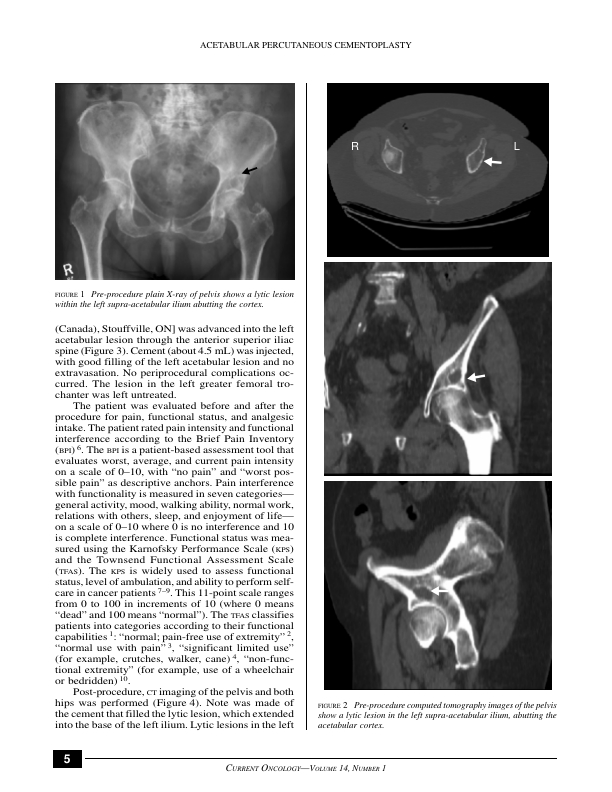 ACETABULAR PERCUTANEOUS CEMENTOPLASTY
R
FIGURE 1 Pre-procedure plain X-ray of pelvis shows a lytic lesion
within the left supra-acetabular ilium abutting the cortex.
(Canada), Stouffville, ON] was advanced into the left
acetabular lesion through the anterior superior iliac
spine (Figure 3). Cement (about 4.5 mL) was injected,
with good filling of the left acetabular lesion and no
extravasation. No periprocedural complications oc-
curred. The lesion in the left greater femoral tro-
chanter was left untreated.
The patient was evaluated before and after the
procedure for pain, functional status, and analgesic
intake. The patient rated pain intensity and functional
interference according to the Brief Pain Inventory
(BPI) 6. The BPI is a patient-based assessment tool that
evaluates worst, average, and current pain intensity
on a scale of 0–10, with “no pain” and “worst pos-
sible pain” as descriptive anchors. Pain interference
with functionality is measured in seven categories—
general activity, mood, walking ability, normal work,
relations with others, sleep, and enjoyment of life—
on a scale of 0–10 where 0 is no interference and 10
is complete interference. Functional status was mea-
sured using the Karnofsky Performance Scale (KPS)
and the Townsend Functional Assessment Scale
(TFAS). The KPS is widely used to assess functional
status, level of ambulation, and ability to perform self-
care in cancer patients 7–9. This 11-point scale ranges
from 0 to 100 in increments of 10 (where 0 means
“dead” and 100 means “normal”). The TFAS classifies
patients into categories according to their functional
capabilities 1: “normal; pain-free use of extremity” 2,
“normal use with pain” 3, “significant limited use”
(for example, crutches, walker, cane) 4, “non-func-
tional extremity” (for example, use of a wheelchair
or bedridden) 10.
Post-procedure, CT imaging of the pelvis and both
hips was performed (Figure 4). Note was made of
the cement that filled the lytic lesion, which extended
into the base of the left ilium. Lytic lesions in the left
R L
FIGURE 2 Pre-procedure computed tomography images of the pelvis
show a lytic lesion in the left supra-acetabular ilium, abutting the
acetabular cortex.
5
CURRENT ONCOLOGY—VOLUME 14, NUMBER 1